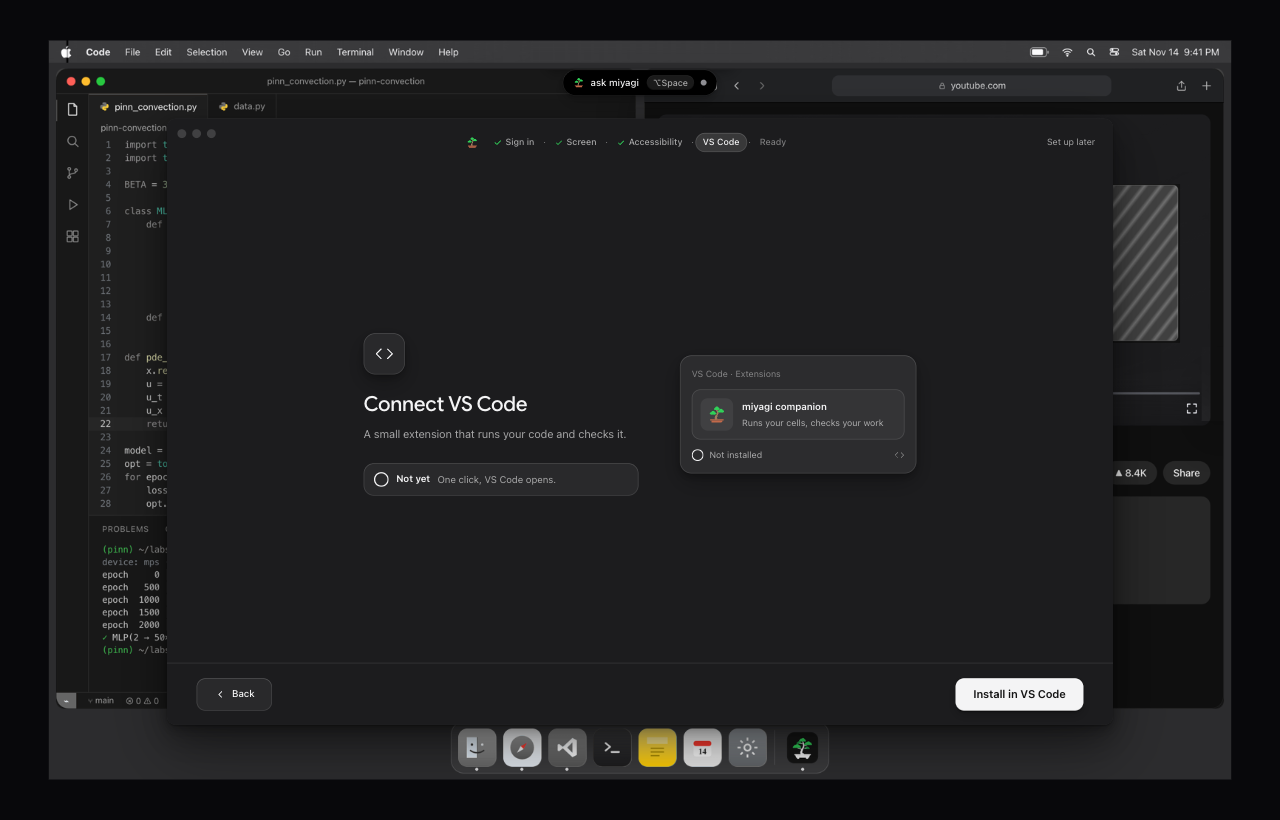 Code File Edit Selection View Go Run Terminal Window Help
Sat Nov 14 9:41 PM
pinn_convection.py — pinn-convection
ask miyagi ⌥Space
youtube.com
pinn_convection.py data.py
pinn-convection
1 import t
2 import t
3
4 BETA = 3
5
6 class ML
7 def
8
9
10
11
12
13
14 def
15
16
17 def pde_
18 x.re
19 u =
20 u_t
21 u_x
22 retu
23
24 model =
25 opt = to
26 for epoc
27 loss
28 opt.
PROBLEMS
(pinn) ~/labs
device: mps
epoch 0
epoch 500
epoch 1000
epoch 1500
epoch 2000
✓ MLP(2 → 50
(pinn) ~/labs
main 0 0
✓ Sign in · ✓ Screen · ✓ Accessibility · VS Code · Ready
Set up later
<>
Connect VS Code
A small extension that runs your code and checks it.
Not yet One click, VS Code opens.
VS Code · Extensions
miyagi companion
Runs your cells, checks your work
Not installed <>
Back
Install in VS Code
▲ 8.4K Share
14